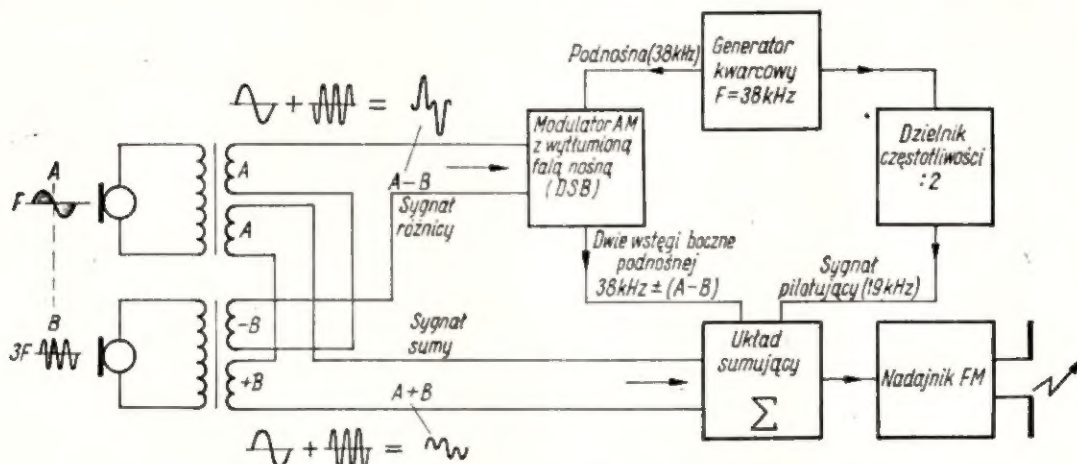 Podnośna (38kHz)
Generator
kwarcowy
F = 38kHz
Modulator AM
z wytłumioną
falą nośną
(DSB)
Dzielnik
częstotliwości
:2
+ =
A
F
A
A
A-B
Sygnał
różnicy
Dwie wstęgi boczne
podnośnej
38kHz ± (A-B)
Sygnał
pilotujący (19kHz)
B
3F
-B
+B
Sygnał
sumy
A+B
Układ
sumujący
Σ
Nadajnik FM
+ =